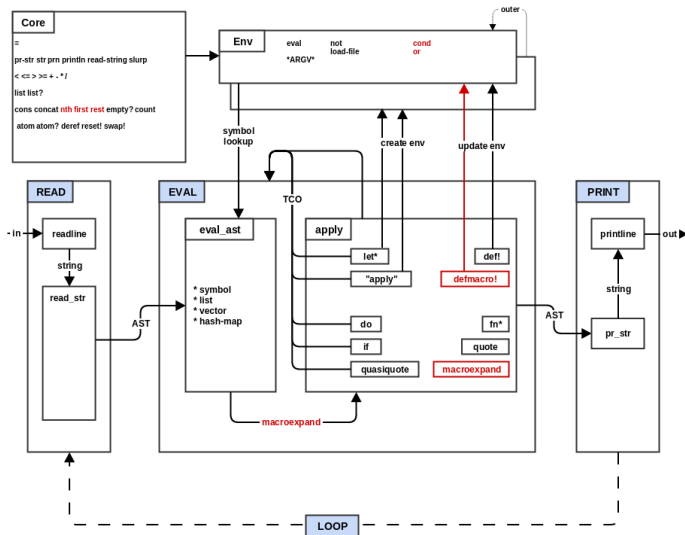 outer
Core
=
pr-str str prn println read-string slurp
< <= > >= + - * /
list list?
cons concat nth first rest empty? count
atom atom? deref reset! swap!
Env
eval not cond
load-file or
*ARGV*
symbol
lookup
create env
update env
READ
EVAL
PRINT
TCO
- in
readline
string
read_str
AST
eval_ast
* symbol
* list
* vector
* hash-map
macroexpand
apply
let*
def!
"apply"
defmacro!
do
fn*
if
quote
quasiquote
macroexpand
AST
printline
out
string
pr_str
LOOP